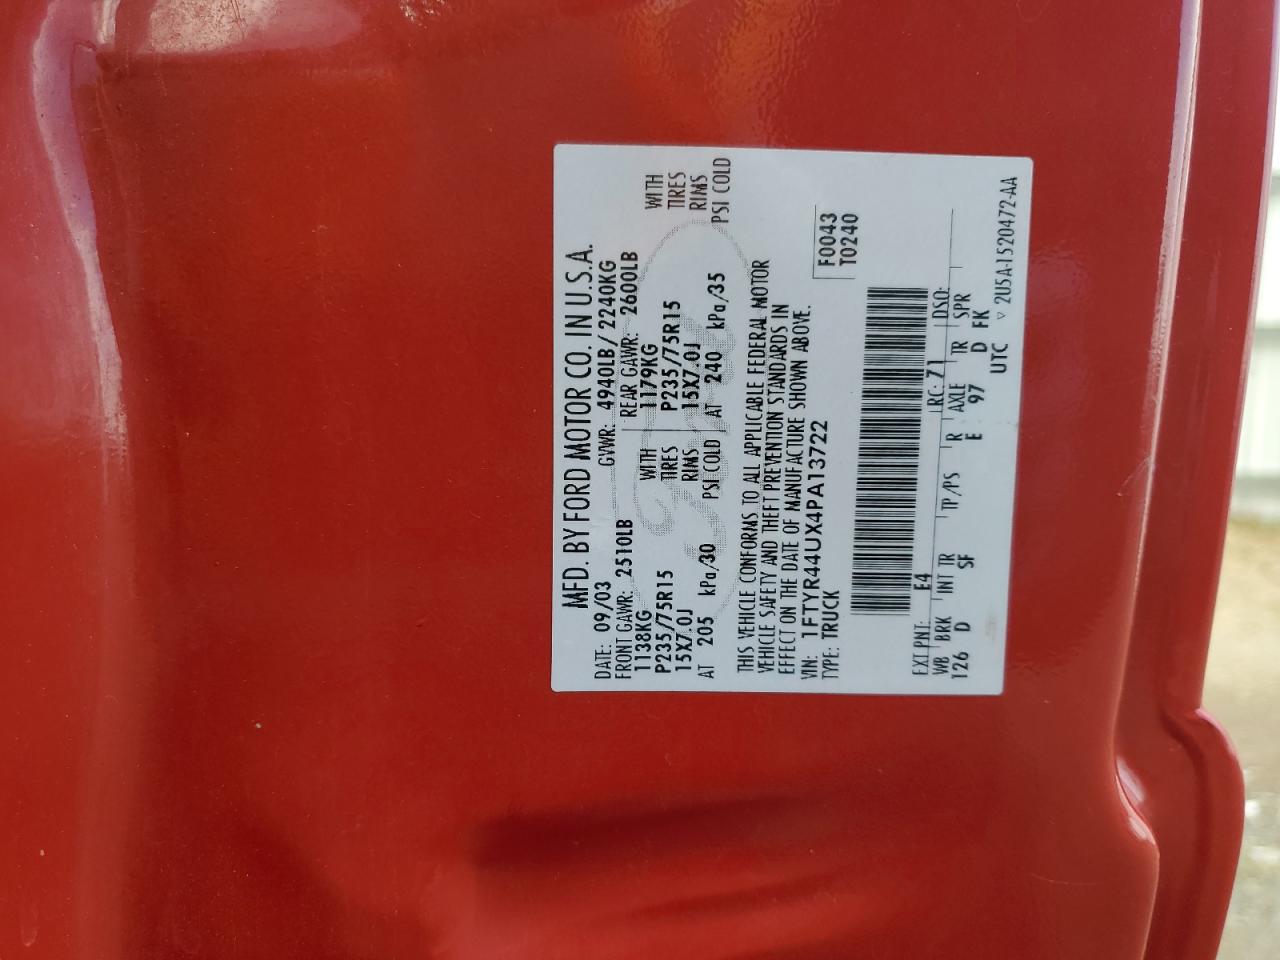 MFD. BY FORD MOTOR CO. IN U.S.A.
DATE: 09/03 GVWR: 4940LB/2240KG
FRONT GAWR: 2510LB REAR GAWR: 2600LB
1138KG WITH 1179KG WITH
P235/75R15 TIRES P235/75R15 TIRES
15X7.0J RIMS 15X7.0J RIMS
AT 205 kPa/30 PSI COLD AT 240 kPa/35 PSI COLD
THIS VEHICLE CONFORMS TO ALL APPLICABLE FEDERAL MOTOR
VEHICLE SAFETY AND THEFT PREVENTION STANDARDS IN
EFFECT ON THE DATE OF MANUFACTURE SHOWN ABOVE.
VIN: 1FTYR44UX4PA13722
TYPE: TRUCK
F0043
T0240
EXT PNT: E4 RC: 71 DSO:
WB BRK INT TR TP/PS R AXLE TR SPR
126 D SF E 97 D FK
UTC
▽ 2U5A-1520472-AA